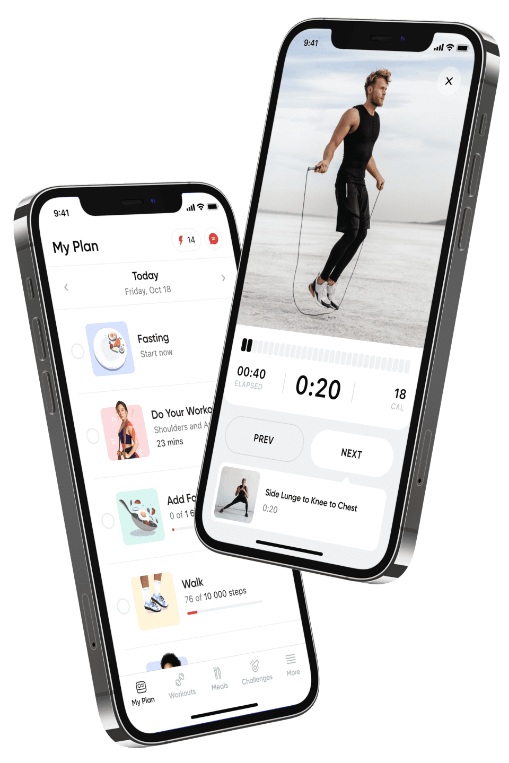 9:41
My Plan
14
Today
Friday, Oct 18
Fasting
Start now
Do Your Worko
Shoulders and A
23 mins
Add Fo
0 of 1 6
Walk
76 of 10 000 steps
My Plan
Workouts
Meals
Challenges
More
9:41
X
00:40
ELAPSED
0:20
18
CAL
PREV
NEXT
Side Lunge to Knee to Chest
0:20